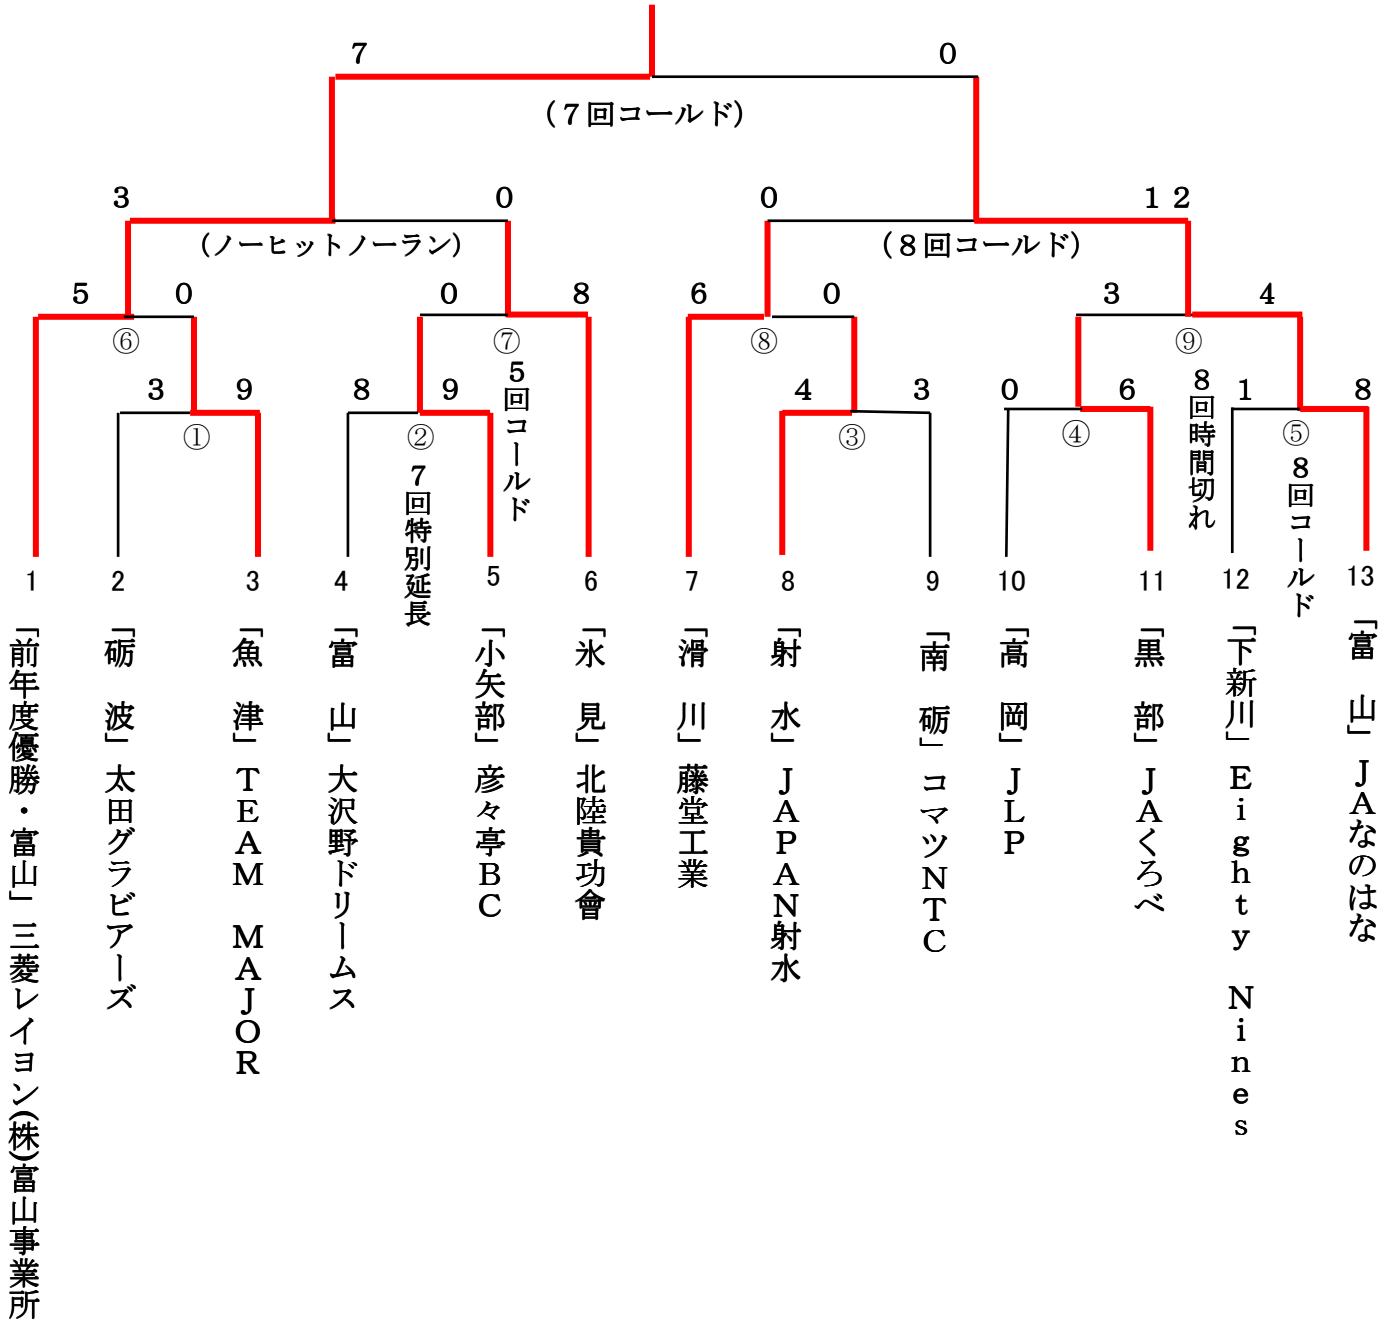 7 0
(7回コールド)
3 0 0 12
(ノーヒットノーラン) (8回コールド)
5 0 0 8 6 0 3 4
⑥ ⑦ ⑧ ⑨
5回コールド
8回時間切れ
3 9 8 9 4 3 0 6 1 8
① ② ③ ④ ⑤
7回特別延長
8回コールド
1 2 3 4 5 6 7 8 9 10 11 12 13
「前年度優勝・富山」三菱レイヨン(株)富山事業所
「砺 波」太田グラビアーズ
「魚 津」TEAM MAJOR
「富 山」大沢野ドリームス
「小矢部」彦々亭BC
「氷 見」北陸貴功會
「滑 川」藤堂工業
「射 水」JAPAN射水
「南 砺」コマツNTC
「高 岡」JLP
「黒 部」JAくろべ
「下新川」Eighty Nines
「富 山」JAなのはな